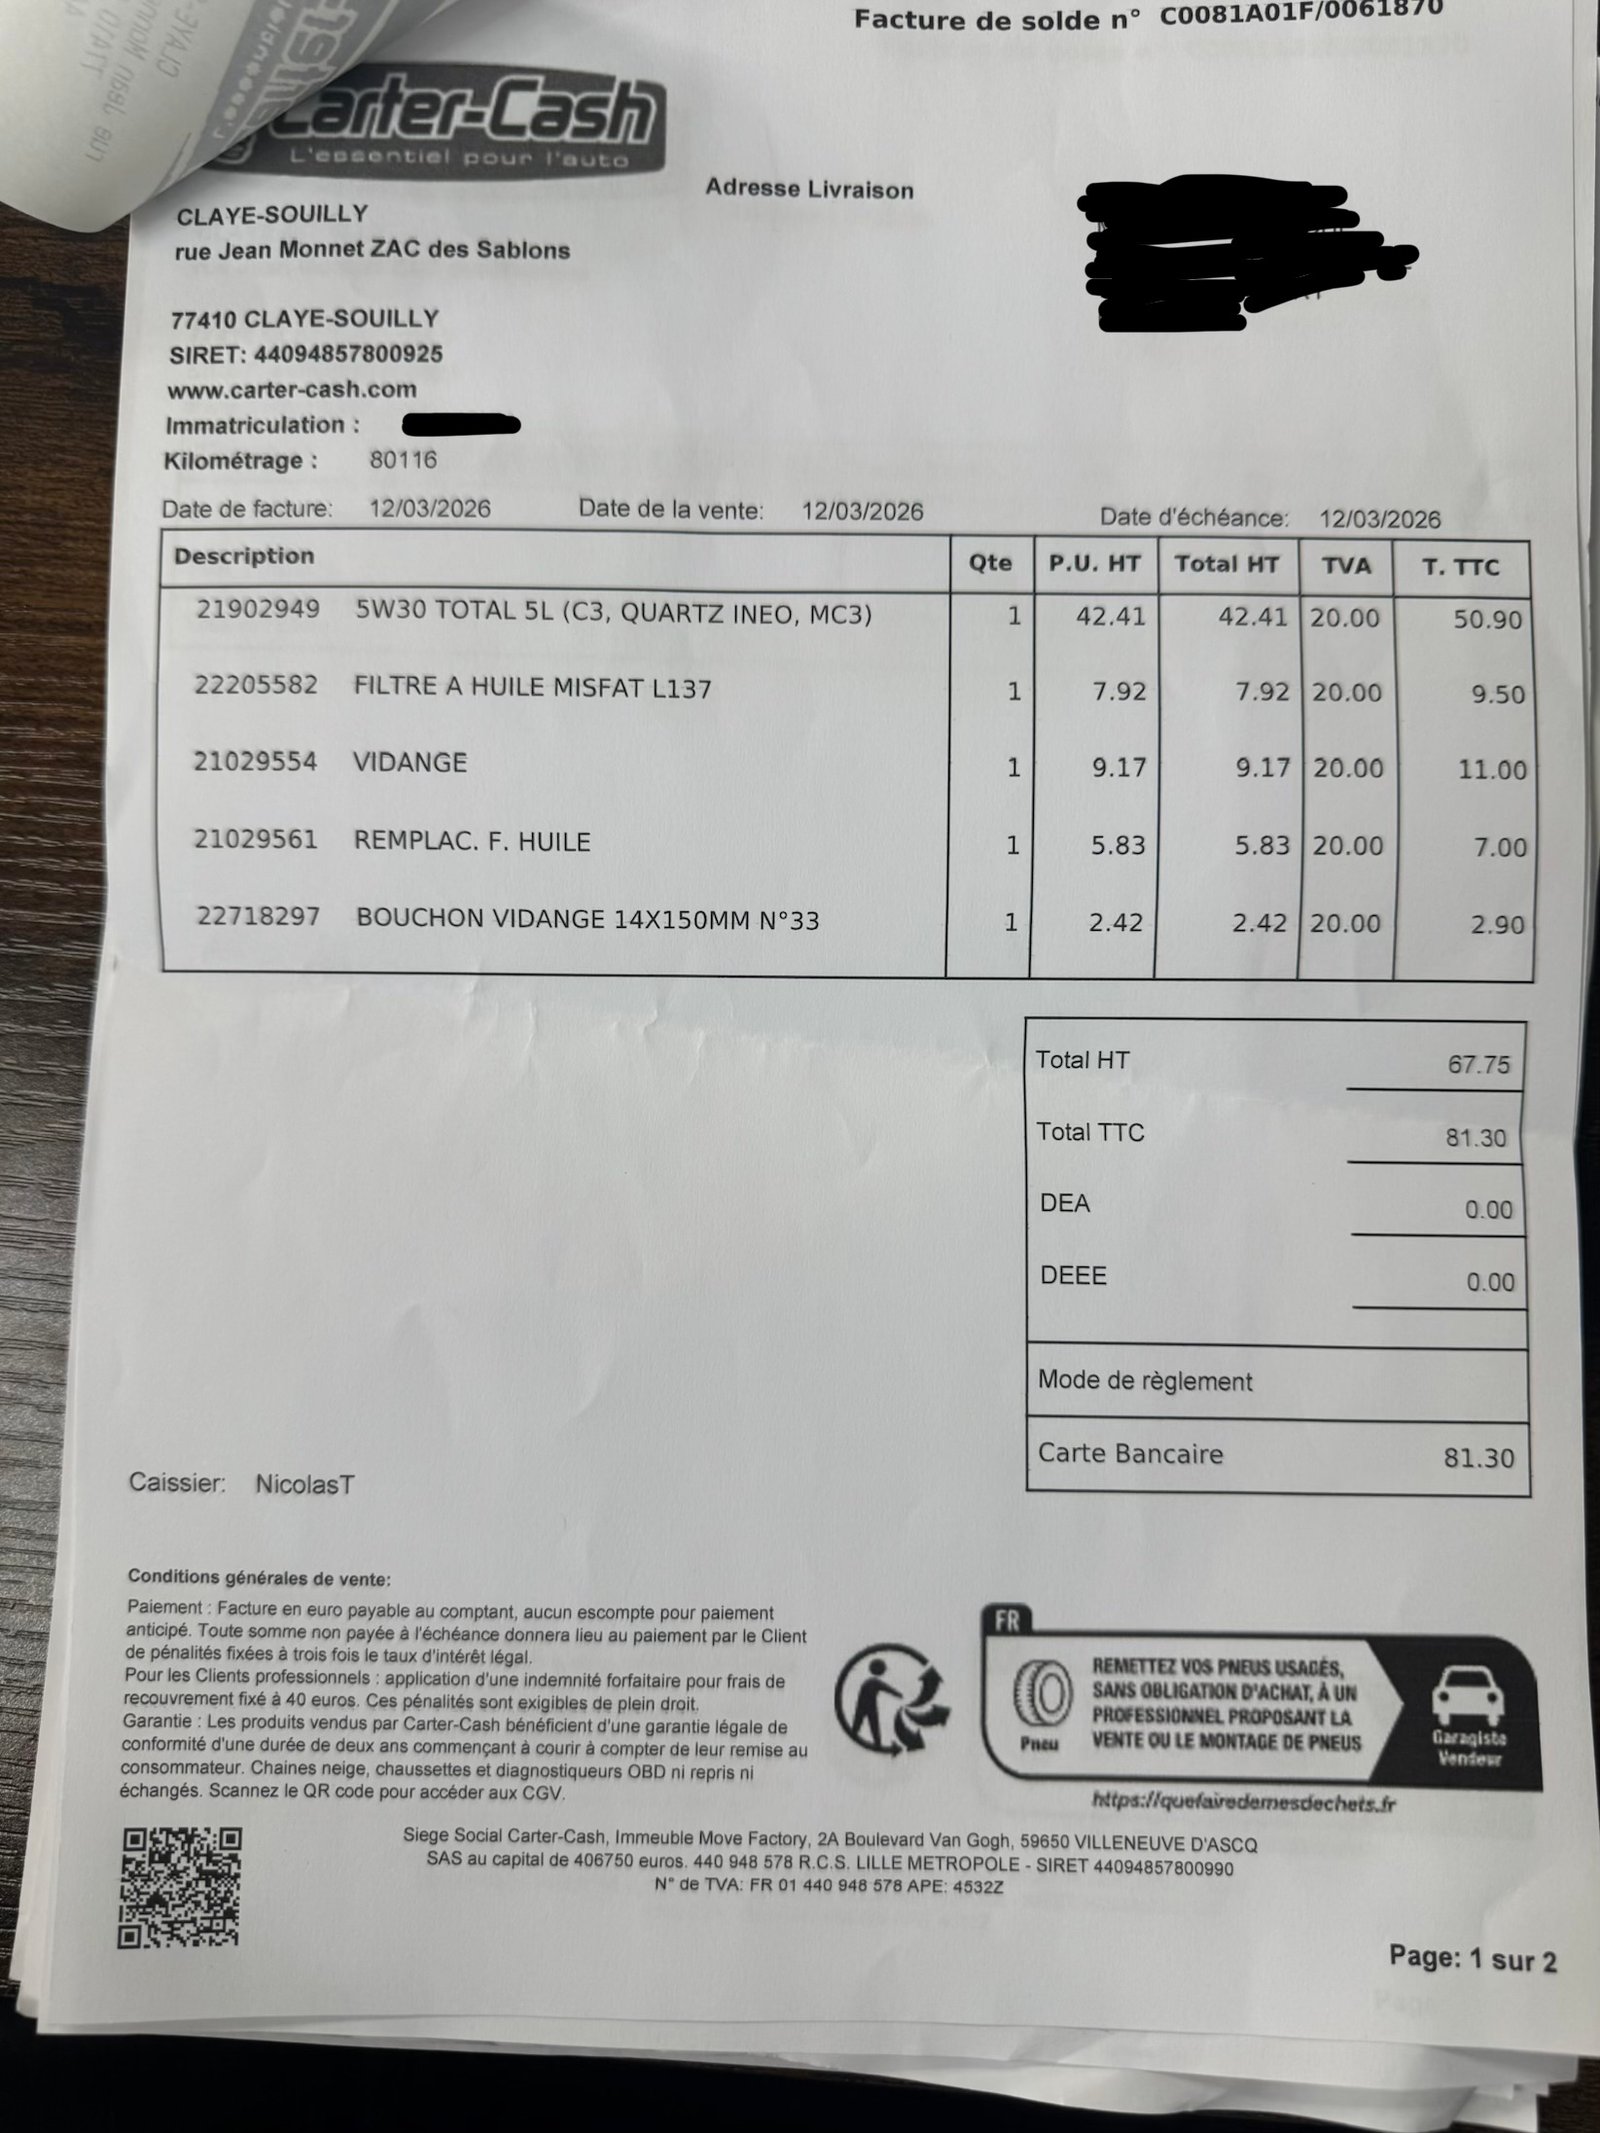 Facture de solde n° C0081A01F/0061870
Carter-Cash
L'essentiel pour l'auto
Adresse Livraison
CLAYE-SOUILLY
rue Jean Monnet ZAC des Sablons
77410 CLAYE-SOUILLY
SIRET: 44094857800925
www.carter-cash.com
Immatriculation :
Kilométrage : 80116
Date de facture: 12/03/2026 Date de la vente: 12/03/2026 Date d'échéance: 12/03/2026
Description Qte P.U. HT Total HT TVA T. TTC
21902949 5W30 TOTAL 5L (C3, QUARTZ INEO, MC3) 1 42.41 42.41 20.00 50.90
22205582 FILTRE A HUILE MISFAT L137 1 7.92 7.92 20.00 9.50
21029554 VIDANGE 1 9.17 9.17 20.00 11.00
21029561 REMPLAC. F. HUILE 1 5.83 5.83 20.00 7.00
22718297 BOUCHON VIDANGE 14X150MM N°33 1 2.42 2.42 20.00 2.90
Total HT 67.75
Total TTC 81.30
DEA 0.00
DEEE 0.00
Mode de règlement
Carte Bancaire 81.30
Caissier: NicolasT
Conditions générales de vente:
Paiement : Facture en euro payable au comptant, aucun escompte pour paiement
anticipé. Toute somme non payée à l'échéance donnera lieu au paiement par le Client
de pénalités fixées à trois fois le taux d'intérêt légal.
Pour les Clients professionnels : application d'une indemnité forfaitaire pour frais de
recouvrement fixé à 40 euros. Ces pénalités sont exigibles de plein droit.
Garantie : Les produits vendus par Carter-Cash bénéficient d'une garantie légale de
conformité d'une durée de deux ans commençant à courir à compter de leur remise au
consommateur. Chaines neige, chaussettes et diagnostiqueurs OBD ni repris ni
échangés. Scannez le QR code pour accéder aux CGV.
FR
Pneu
REMETTEZ VOS PNEUS USAGÉS,
SANS OBLIGATION D'ACHAT, À UN
PROFESSIONNEL PROPOSANT LA
VENTE OU LE MONTAGE DE PNEUS
Garagiste
Vendeur
https://quefairedemesdechets.fr
Siege Social Carter-Cash, Immeuble Move Factory, 2A Boulevard Van Gogh, 59650 VILLENEUVE D'ASCQ
SAS au capital de 406750 euros. 440 948 578 R.C.S. LILLE METROPOLE - SIRET 44094857800990
N° de TVA: FR 01 440 948 578 APE: 4532Z
Page: 1 sur 2